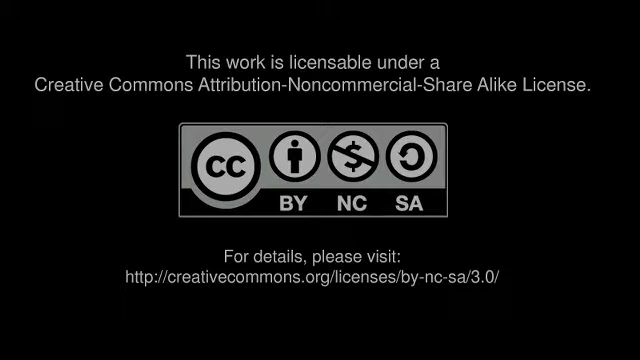 This work is licensable under a
Creative Commons Attribution-Noncommercial-Share Alike License.
cc
$
BY NC SA
For details, please visit:
http://creativecommons.org/licenses/by-nc-sa/3.0/